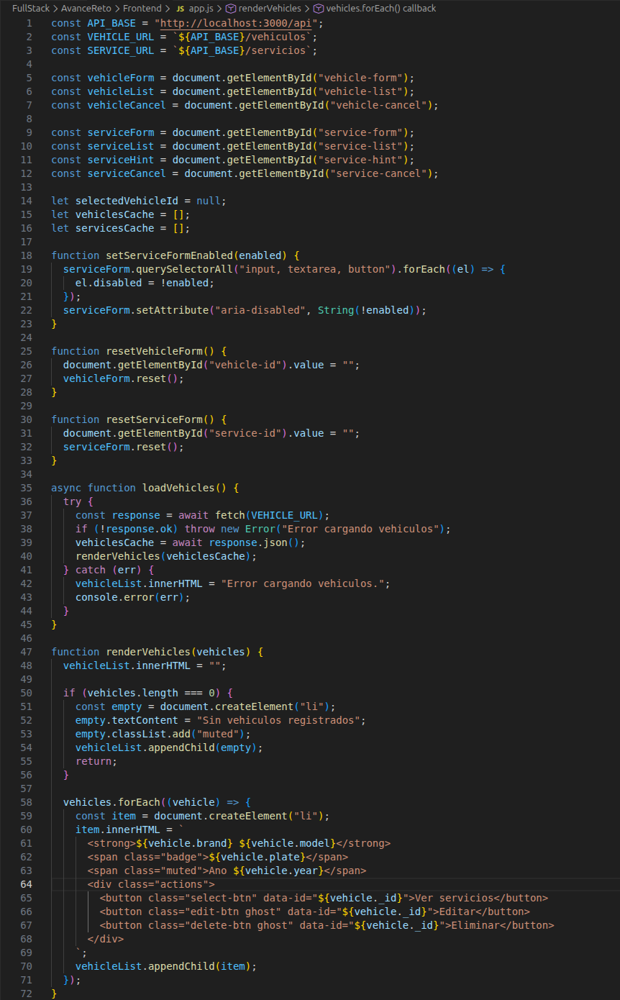 FullStack > AvanceReto > Frontend > JS app.js > renderVehicles > vehicles.forEach() callback
1 const API_BASE = "http://localhost:3000/api";
2 const VEHICLE_URL = `${API_BASE}/vehiculos`;
3 const SERVICE_URL = `${API_BASE}/servicios`;
4
5 const vehicleForm = document.getElementById("vehicle-form");
6 const vehicleList = document.getElementById("vehicle-list");
7 const vehicleCancel = document.getElementById("vehicle-cancel");
8
9 const serviceForm = document.getElementById("service-form");
10 const serviceList = document.getElementById("service-list");
11 const serviceHint = document.getElementById("service-hint");
12 const serviceCancel = document.getElementById("service-cancel");
13
14 let selectedVehicleId = null;
15 let vehiclesCache = [];
16 let servicesCache = [];
17
18 function setServiceFormEnabled(enabled) {
19   serviceForm.querySelectorAll("input, textarea, button").forEach((el) => {
20     el.disabled = !enabled;
21   });
22   serviceForm.setAttribute("aria-disabled", String(!enabled));
23 }
24
25 function resetVehicleForm() {
26   document.getElementById("vehicle-id").value = "";
27   vehicleForm.reset();
28 }
29
30 function resetServiceForm() {
31   document.getElementById("service-id").value = "";
32   serviceForm.reset();
33 }
34
35 async function loadVehicles() {
36   try {
37     const response = await fetch(VEHICLE_URL);
38     if (!response.ok) throw new Error("Error cargando vehiculos");
39     vehiclesCache = await response.json();
40     renderVehicles(vehiclesCache);
41   } catch (err) {
42     vehicleList.innerHTML = "Error cargando vehiculos.";
43     console.error(err);
44   }
45 }
46
47 function renderVehicles(vehicles) {
48   vehicleList.innerHTML = "";
49
50   if (vehicles.length === 0) {
51     const empty = document.createElement("li");
52     empty.textContent = "Sin vehiculos registrados";
53     empty.classList.add("muted");
54     vehicleList.appendChild(empty);
55     return;
56   }
57
58   vehicles.forEach((vehicle) => {
59     const item = document.createElement("li");
60     item.innerHTML = `
61       <strong>${vehicle.brand} ${vehicle.model}</strong>
62       <span class="badge">${vehicle.plate}</span>
63       <span class="muted">Ano ${vehicle.year}</span>
64       <div class="actions">
65         <button class="select-btn" data-id="${vehicle._id}">Ver servicios</button>
66         <button class="edit-btn ghost" data-id="${vehicle._id}">Editar</button>
67         <button class="delete-btn ghost" data-id="${vehicle._id}">Eliminar</button>
68       </div>
69     `;
70     vehicleList.appendChild(item);
71   });
72 }